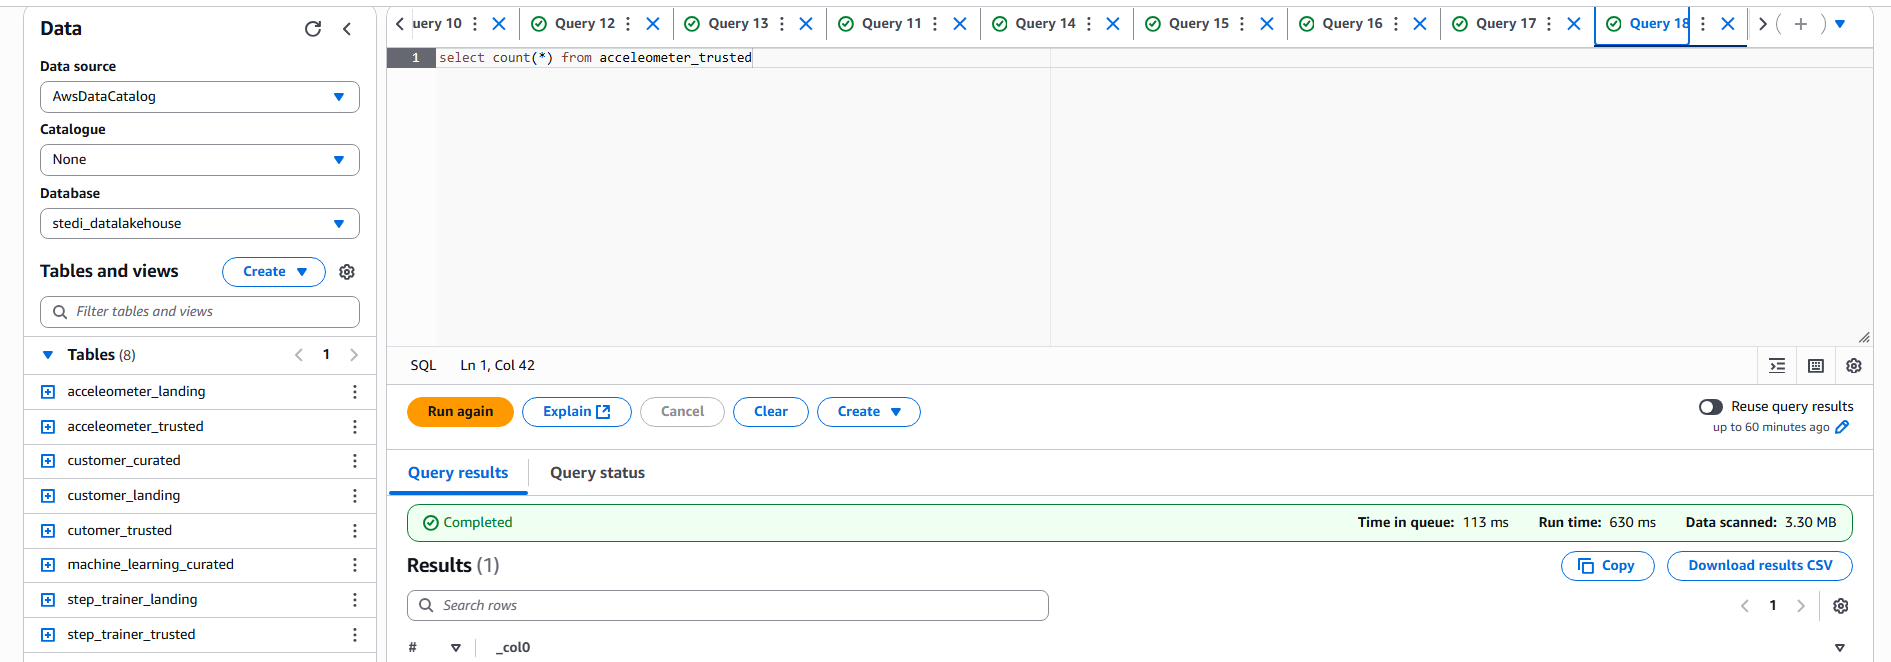 Data
Data source
AwsDataCatalog
Catalogue
None
Database
stedi_datalakehouse
Tables and views
Create
Filter tables and views
Tables (8)
1
acceleometer_landing
acceleometer_trusted
customer_curated
customer_landing
cutomer_trusted
machine_learning_curated
step_trainer_landing
step_trainer_trusted
uery 10
Query 12
Query 13
Query 11
Query 14
Query 15
Query 16
Query 17
Query 18
1 select count(*) from acceleometer_trusted
SQL Ln 1, Col 42
Run again
Explain
Cancel
Clear
Create
Reuse query results
up to 60 minutes ago
Query results
Query status
Completed
Time in queue: 113 ms
Run time: 630 ms
Data scanned: 3.30 MB
Results (1)
Copy
Download results CSV
Search rows
1
# _col0